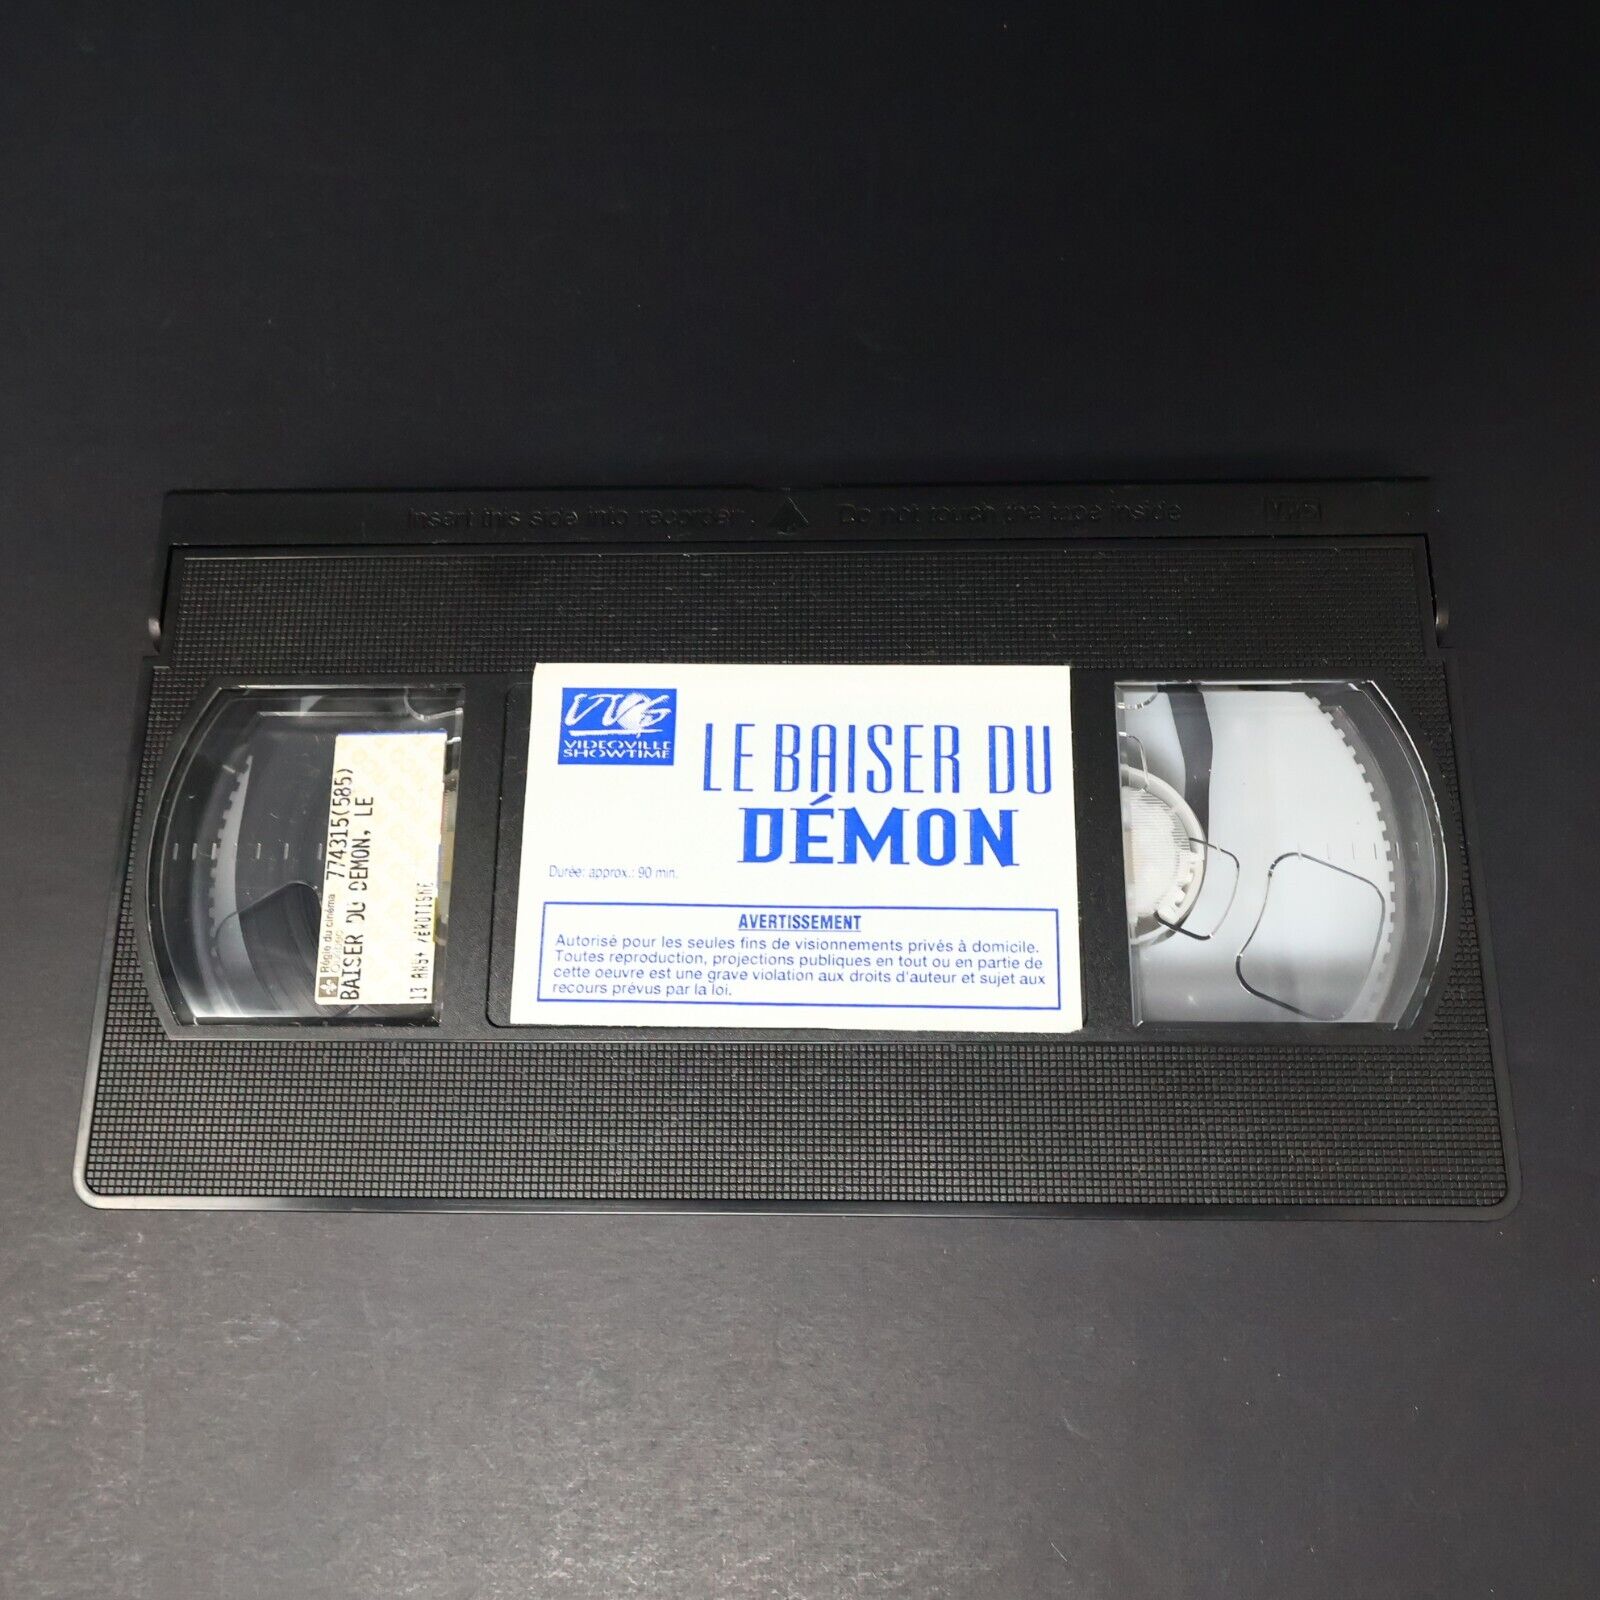 Insert this side into recorder. Do not touch the tape inside VHS
Régie du cinéma 774315(585)
BAISER DU DEMON, LE
13 ANS+ /ÉROTISME
VIDEOVILLE
SHOWTIME
LE BAISER DU
DÉMON
Durée: approx.: 90 min.
AVERTISSEMENT
Autorisé pour les seules fins de visionnements privés à domicile.
Toutes reproduction, projections publiques en tout ou en partie de
cette oeuvre est une grave violation aux droits d'auteur et sujet aux
recours prévus par la loi.